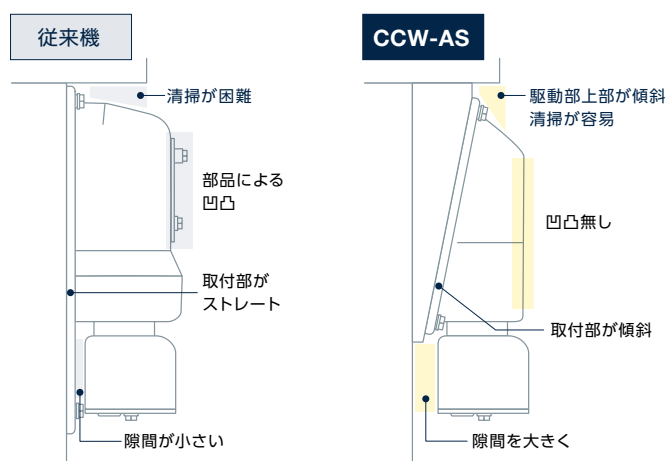 従来機
清掃が困難
部品による
凹凸
取付部が
ストレート
隙間が小さい
CCW-AS
駆動部上部が傾斜
清掃が容易
凹凸無し
取付部が傾斜
隙間を大きく